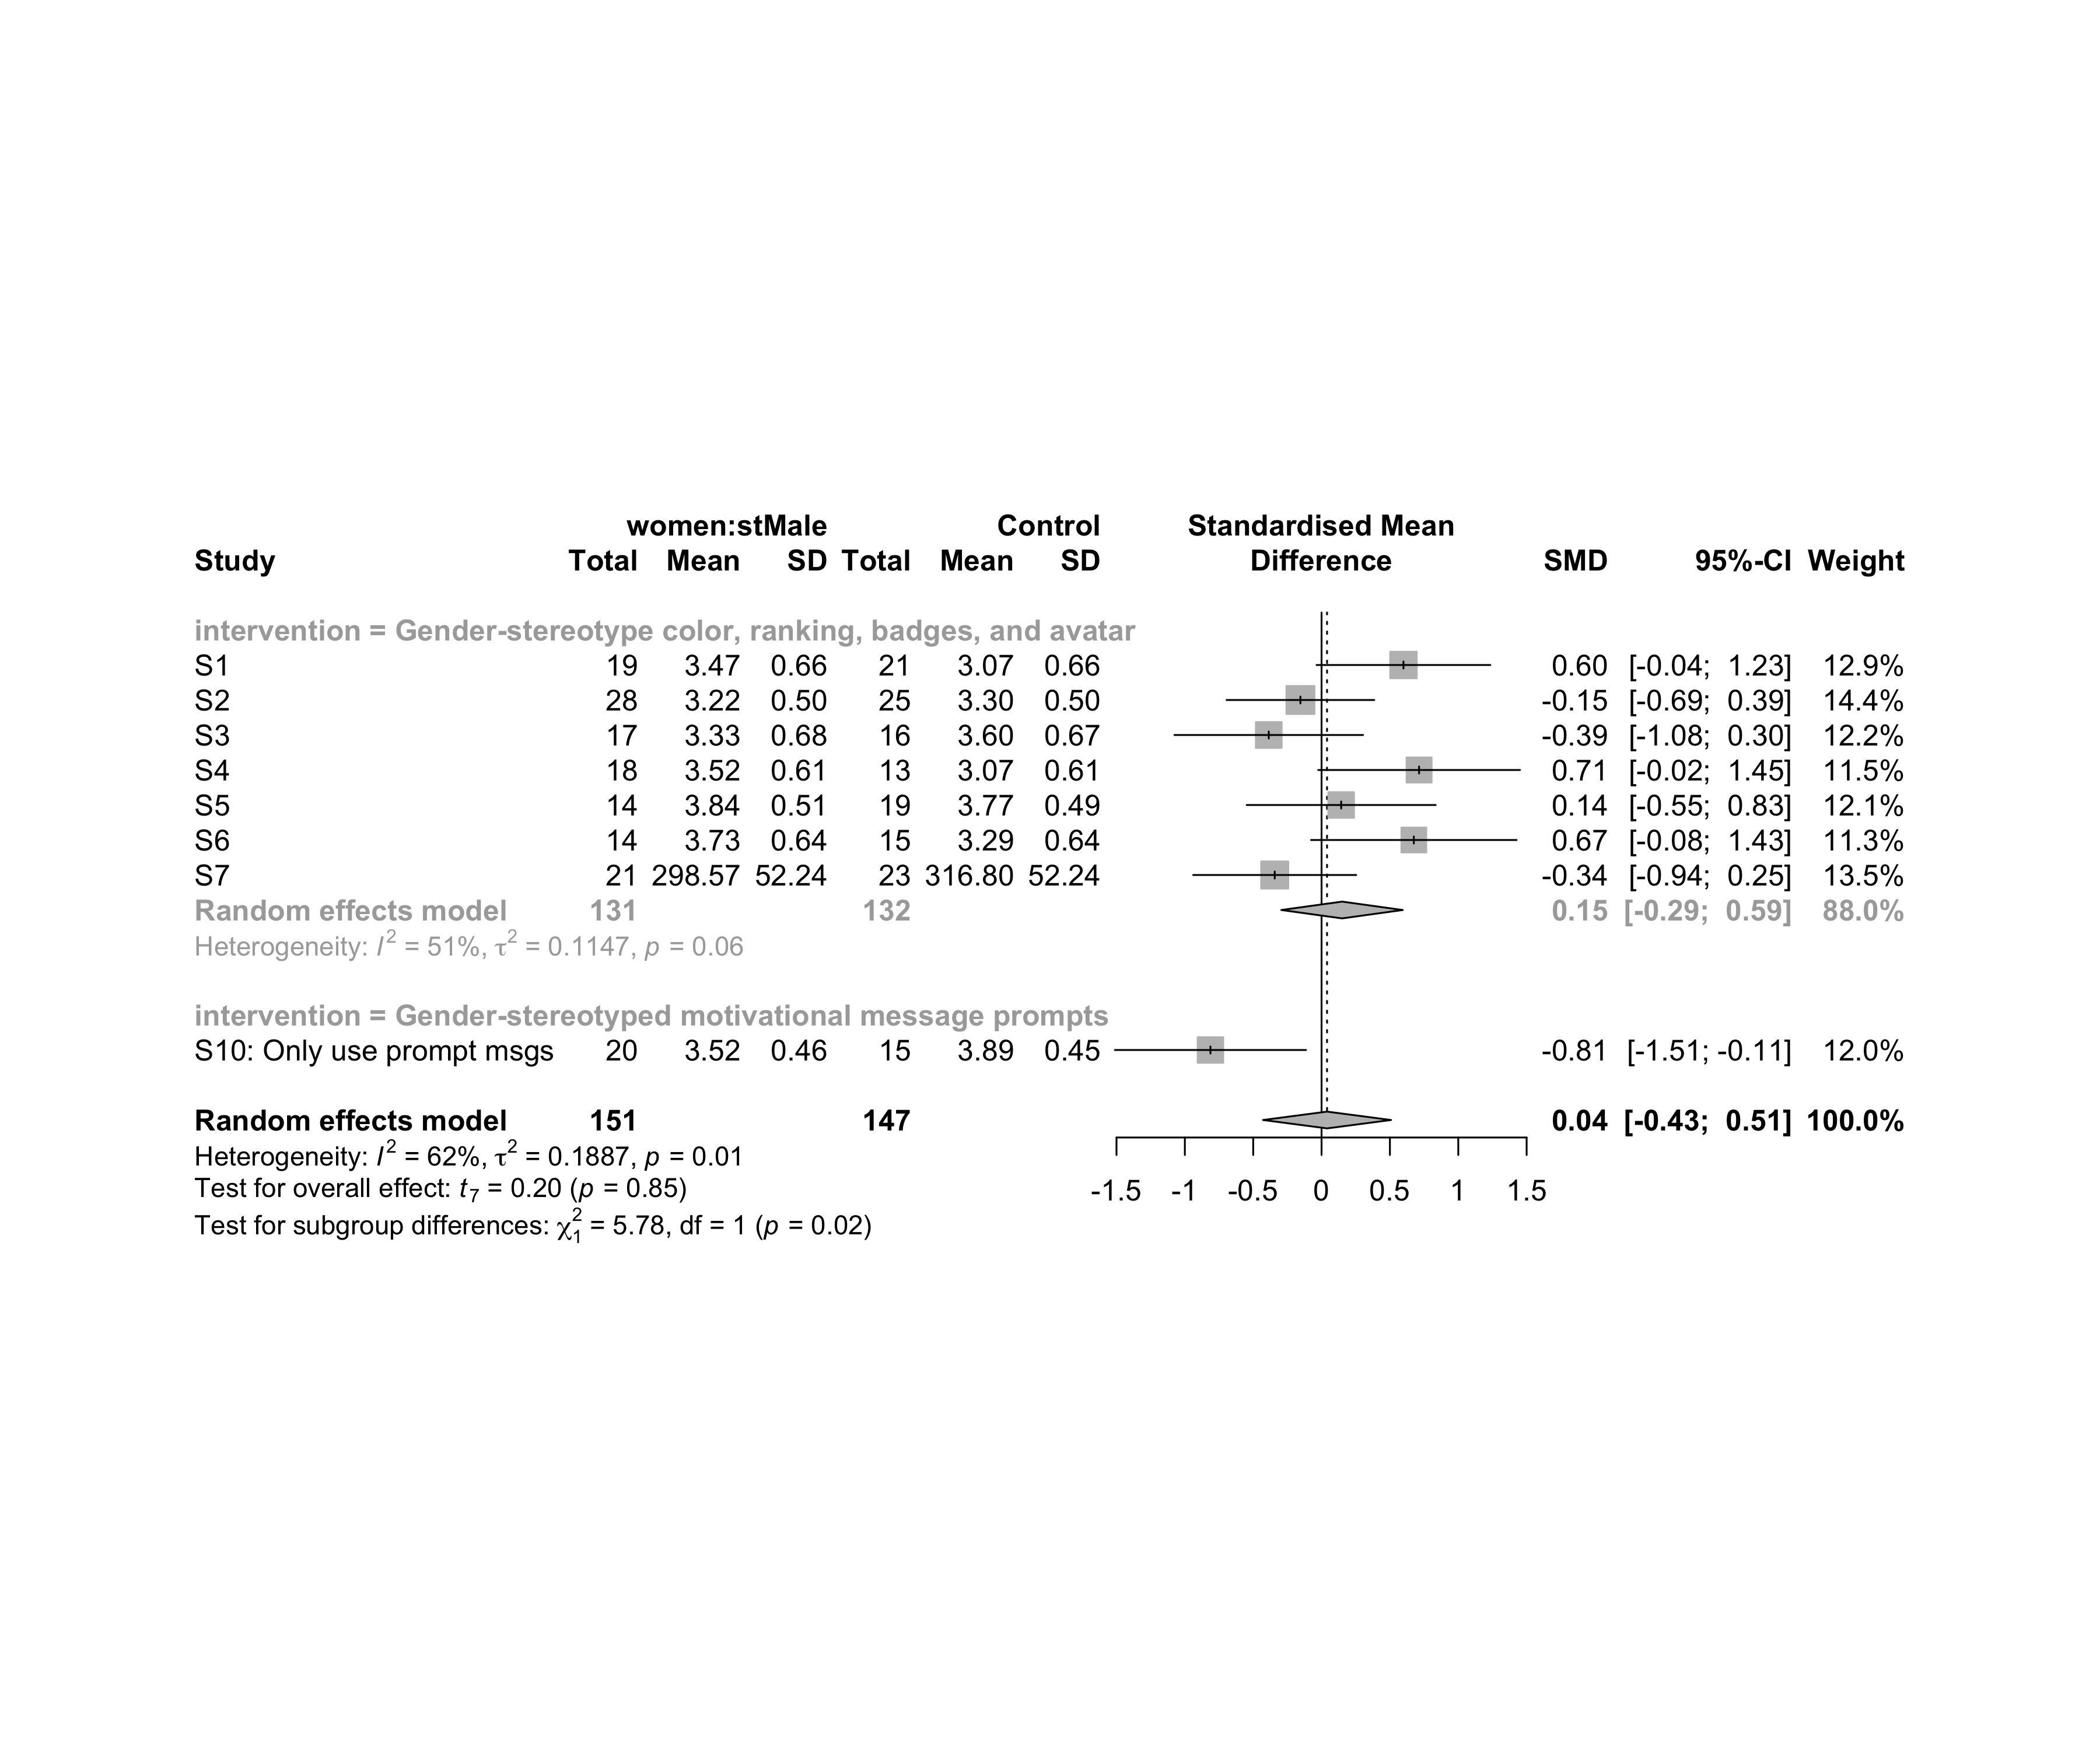 women:stMale Control Standardised Mean
Study Total Mean SD Total Mean SD Difference SMD 95%-CI Weight
intervention = Gender-stereotype color, ranking, badges, and avatar
S1 19 3.47 0.66 21 3.07 0.66 0.60 [-0.04; 1.23] 12.9%
S2 28 3.22 0.50 25 3.30 0.50 -0.15 [-0.69; 0.39] 14.4%
S3 17 3.33 0.68 16 3.60 0.67 -0.39 [-1.08; 0.30] 12.2%
S4 18 3.52 0.61 13 3.07 0.61 0.71 [-0.02; 1.45] 11.5%
S5 14 3.84 0.51 19 3.77 0.49 0.14 [-0.55; 0.83] 12.1%
S6 14 3.73 0.64 15 3.29 0.64 0.67 [-0.08; 1.43] 11.3%
S7 21 298.57 52.24 23 316.80 52.24 -0.34 [-0.94; 0.25] 13.5%
Random effects model 131 132 0.15 [-0.29; 0.59] 88.0%
Heterogeneity: I² = 51%, τ² = 0.1147, p = 0.06
intervention = Gender-stereotyped motivational message prompts
S10: Only use prompt msgs 20 3.52 0.46 15 3.89 0.45 -0.81 [-1.51; -0.11] 12.0%
Random effects model 151 147 0.04 [-0.43; 0.51] 100.0%
Heterogeneity: I² = 62%, τ² = 0.1887, p = 0.01
Test for overall effect: t₇ = 0.20 (p = 0.85)
-1.5 -1 -0.5 0 0.5 1 1.5
Test for subgroup differences: χ₁² = 5.78, df = 1 (p = 0.02)